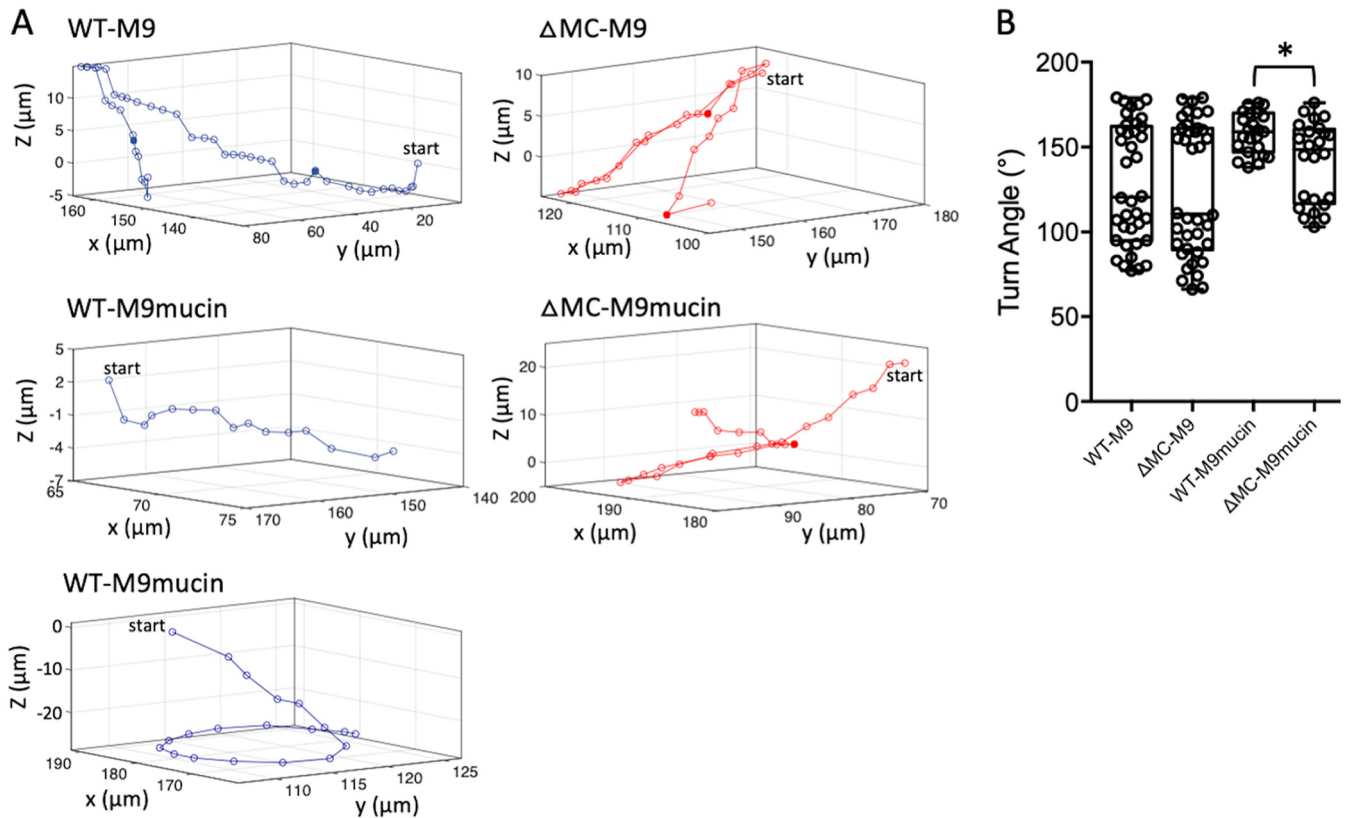 A
WT-M9
Z (µm)
10
5
0
-5
160
150
140
x (µm)
80
60
40
20
y (µm)
start
△MC-M9
Z (µm)
10
5
0
120
110
100
x (µm)
150
160
170
180
y (µm)
start
WT-M9mucin
Z (µm)
5
2
-1
-4
-7
65
70
75
x (µm)
170
160
150
140
y (µm)
start
△MC-M9mucin
Z (µm)
20
10
0
200
190
180
x (µm)
90
80
70
y (µm)
start
WT-M9mucin
Z (µm)
0
-10
-20
190
180
170
x (µm)
110
115
120
125
y (µm)
start
B
*
Turn Angle (°)
200
150
100
50
0
WT-M9
ΔMC-M9
WT-M9mucin
ΔMC-M9mucin